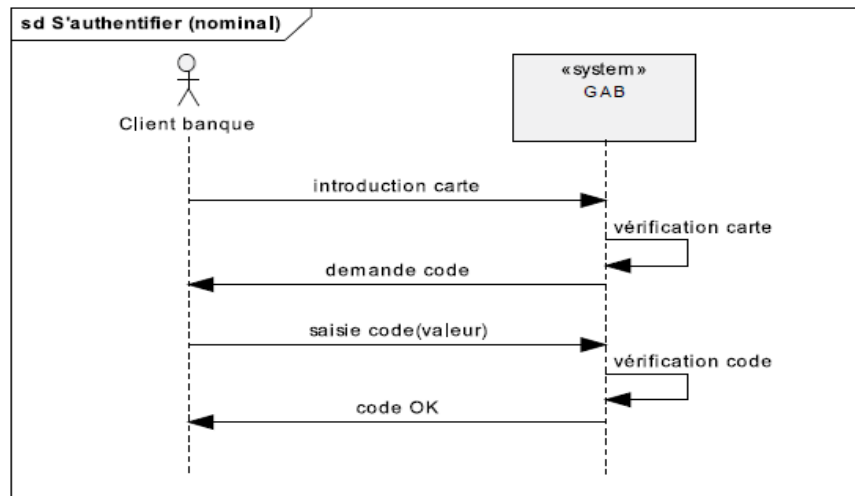 sd S'authentifier (nominal)
«system»
GAB
Client banque
introduction carte
vérification carte
demande code
saisie code(valeur)
vérification code
code OK